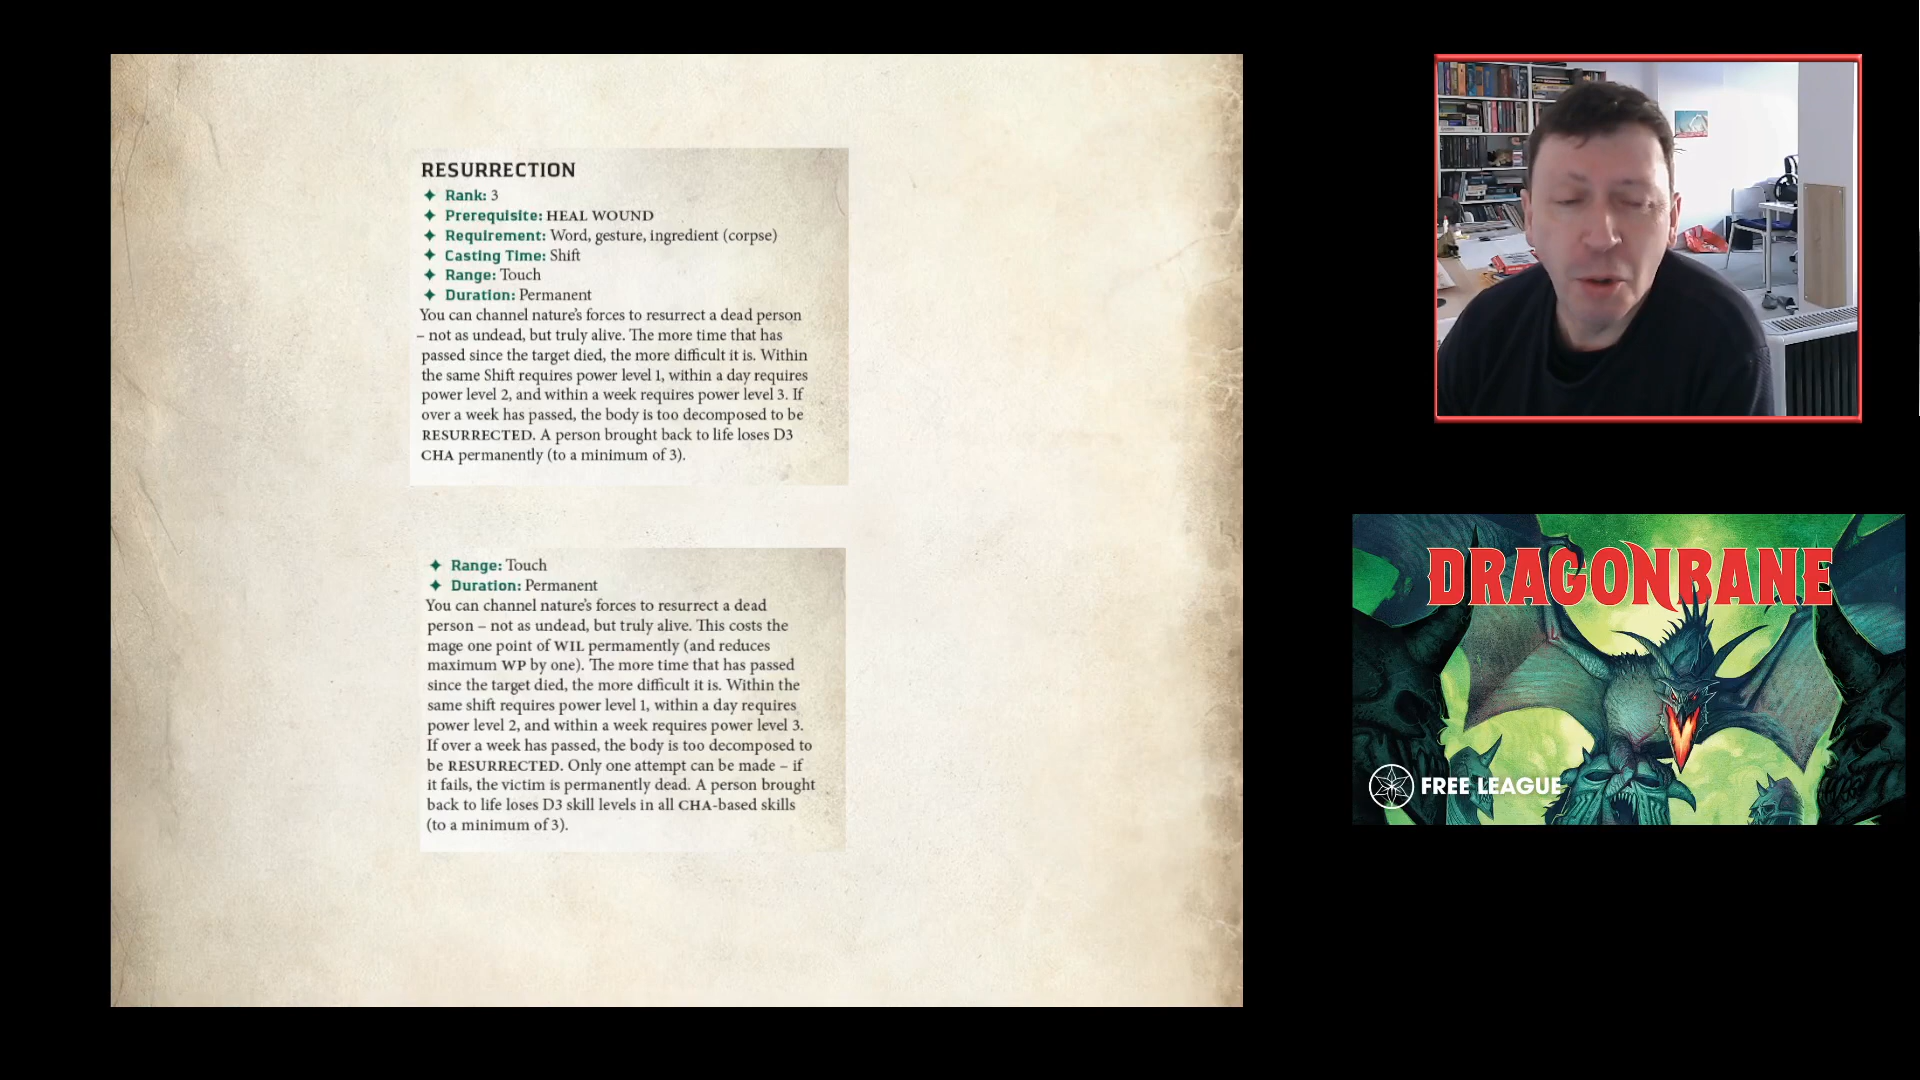 RESURRECTION
✦ Rank: 3
✦ Prerequisite: HEAL WOUND
✦ Requirement: Word, gesture, ingredient (corpse)
✦ Casting Time: Shift
✦ Range: Touch
✦ Duration: Permanent
You can channel nature's forces to resurrect a dead person
– not as undead, but truly alive. The more time that has
passed since the target died, the more difficult it is. Within
the same Shift requires power level 1, within a day requires
power level 2, and within a week requires power level 3. If
over a week has passed, the body is too decomposed to be
RESURRECTED. A person brought back to life loses D3
CHA permanently (to a minimum of 3).
✦ Range: Touch
✦ Duration: Permanent
You can channel nature's forces to resurrect a dead
person – not as undead, but truly alive. This costs the
mage one point of WIL permamently (and reduces
maximum WP by one). The more time that has passed
since the target died, the more difficult it is. Within the
same shift requires power level 1, within a day requires
power level 2, and within a week requires power level 3.
If over a week has passed, the body is too decomposed to
be RESURRECTED. Only one attempt can be made – if
it fails, the victim is permanently dead. A person brought
back to life loses D3 skill levels in all CHA-based skills
(to a minimum of 3).
DRAGONBANE
FREE LEAGUE